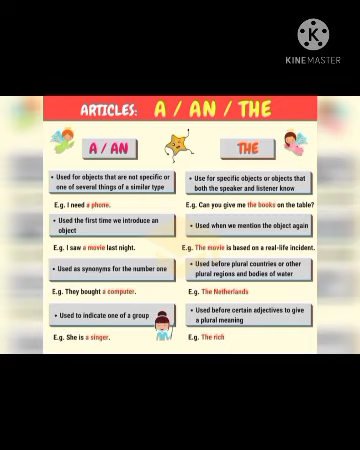 K
KINEMASTER
ARTICLES: A / AN / THE
A / AN
THE
• Used for objects that are not specific or
one of several things of a similar type
E.g. I need a phone.
• Used the first time we introduce an
object
E.g. I saw a movie last night.
• Used as synonyms for the number one
E.g. They bought a computer.
• Used to indicate one of a group
E.g. She is a singer.
• Use for specific objects or objects that
both the speaker and listener know
E.g. Can you give me the books on the table?
• Used when we mention the object again
E.g. The movie is based on a real-life incident.
• Used before plural countries or other
plural regions and bodies of water
E.g. The Netherlands
• Used before certain adjectives to give
a plural meaning
E.g. The rich